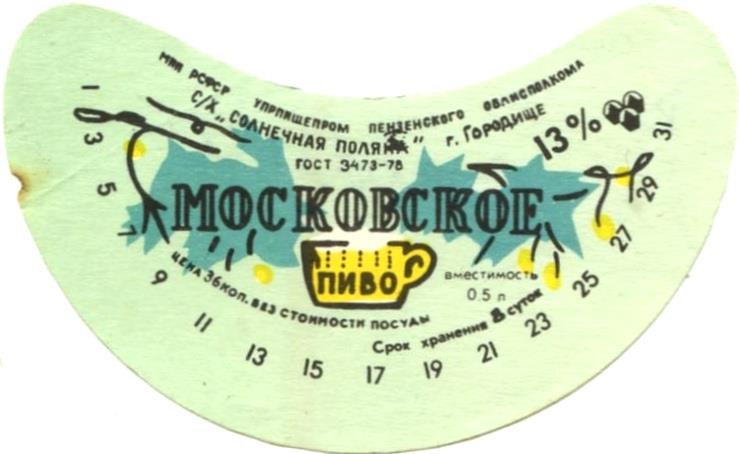 МПП РСФСР УПРПИЩЕПРОМ ПЕНЗЕНСКОГО ОБЛИСПОЛКОМА
С/Х „СОЛНЕЧНАЯ ПОЛЯНА" г. ГОРОДИЩЕ
13%
ГОСТ 3473-78
МОСКОВСКОЕ
ПИВО
вместимость
0.5 л
ЦЕНА 36 КОП. БЕЗ СТОИМОСТИ ПОСУДЫ
Срок хранения 8 суток
1 3 5 7 9 11 13 15 17 19 21 23 25 27 29 31